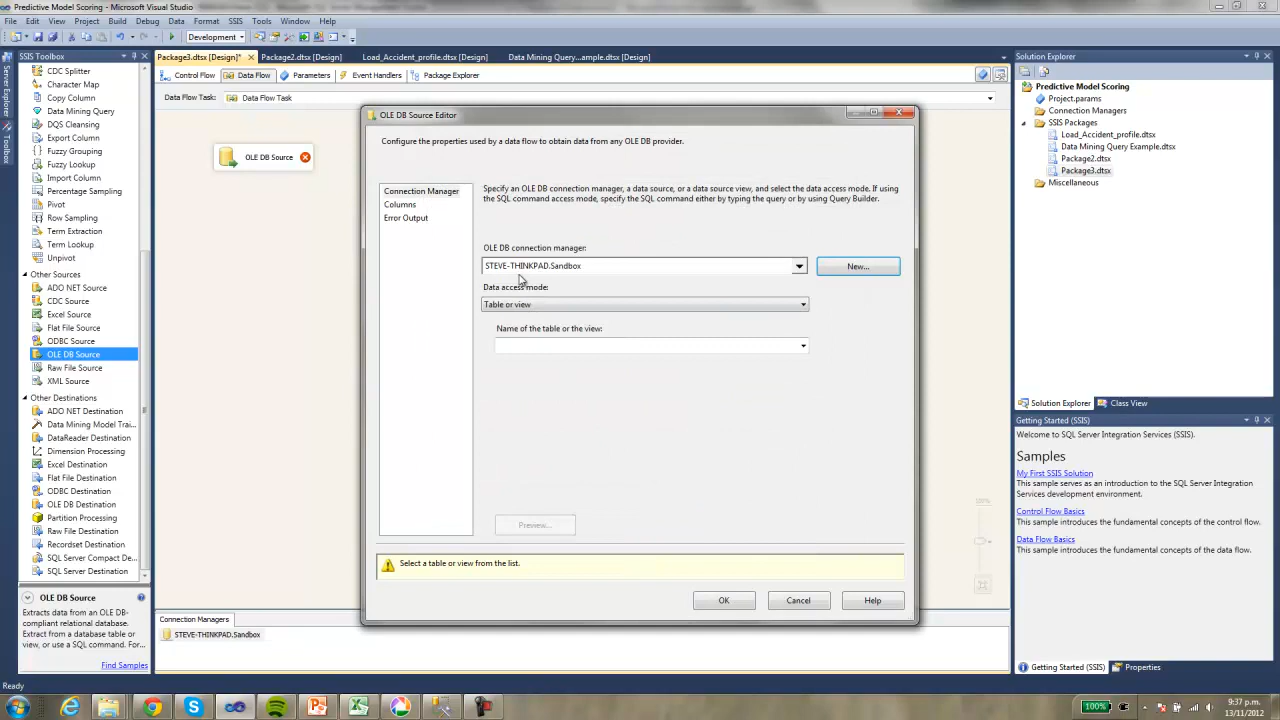 Predictive Model Scoring - Microsoft Visual Studio
File Edit View Project Build Debug Data Format SSIS Tools Window Help
Development
SSIS Toolbox
CDC Splitter
Character Map
Copy Column
Data Mining Query
DQS Cleansing
Export Column
Fuzzy Grouping
Fuzzy Lookup
Import Column
Percentage Sampling
Pivot
Row Sampling
Term Extraction
Term Lookup
Unpivot
Other Sources
ADO NET Source
CDC Source
Excel Source
Flat File Source
ODBC Source
OLE DB Source
Raw File Source
XML Source
Other Destinations
ADO NET Destination
Data Mining Model Trai...
DataReader Destination
Dimension Processing
Excel Destination
Flat File Destination
ODBC Destination
OLE DB Destination
Partition Processing
Raw File Destination
Recordset Destination
SQL Server Compact De...
SQL Server Destination
OLE DB Source
Extracts data from an OLE DB-
compliant relational database.
Extract from a database table or
view, or use a SQL command. For...
Find Samples
Server Explorer
Toolbox
Package3.dtsx [Design]* Package2.dtsx [Design] Load_Accident_profile.dtsx [Design] Data Mining Query...ample.dtsx [Design]
Control Flow Data Flow Parameters Event Handlers Package Explorer
Data Flow Task: Data Flow Task
OLE DB Source
OLE DB Source Editor
Configure the properties used by a data flow to obtain data from any OLE DB provider.
Connection Manager
Columns
Error Output
Specify an OLE DB connection manager, a data source, or a data source view, and select the data access mode. If using
the SQL command access mode, specify the SQL command either by typing the query or by using Query Builder.
OLE DB connection manager:
STEVE-THINKPAD.Sandbox
New...
Data access mode:
Table or view
Name of the table or the view:
Preview...
Select a table or view from the list.
OK Cancel Help
100%
Connection Managers
STEVE-THINKPAD.Sandbox
Solution Explorer
Predictive Model Scoring
Project.params
Connection Managers
SSIS Packages
Load_Accident_profile.dtsx
Data Mining Query Example.dtsx
Package2.dtsx
Package3.dtsx
Miscellaneous
Solution Explorer Class View
Getting Started (SSIS)
Welcome to SQL Server Integration Services (SSIS).
Samples
My First SSIS Solution
This sample serves as an introduction to the SQL Server Integration
Services development environment.
Control Flow Basics
This sample introduces the fundamental concepts of the control flow.
Data Flow Basics
This sample introduces the fundamental concepts of the data flow.
Getting Started (SSIS) Properties
Ready
100%
9:37 p.m.
13/11/2012